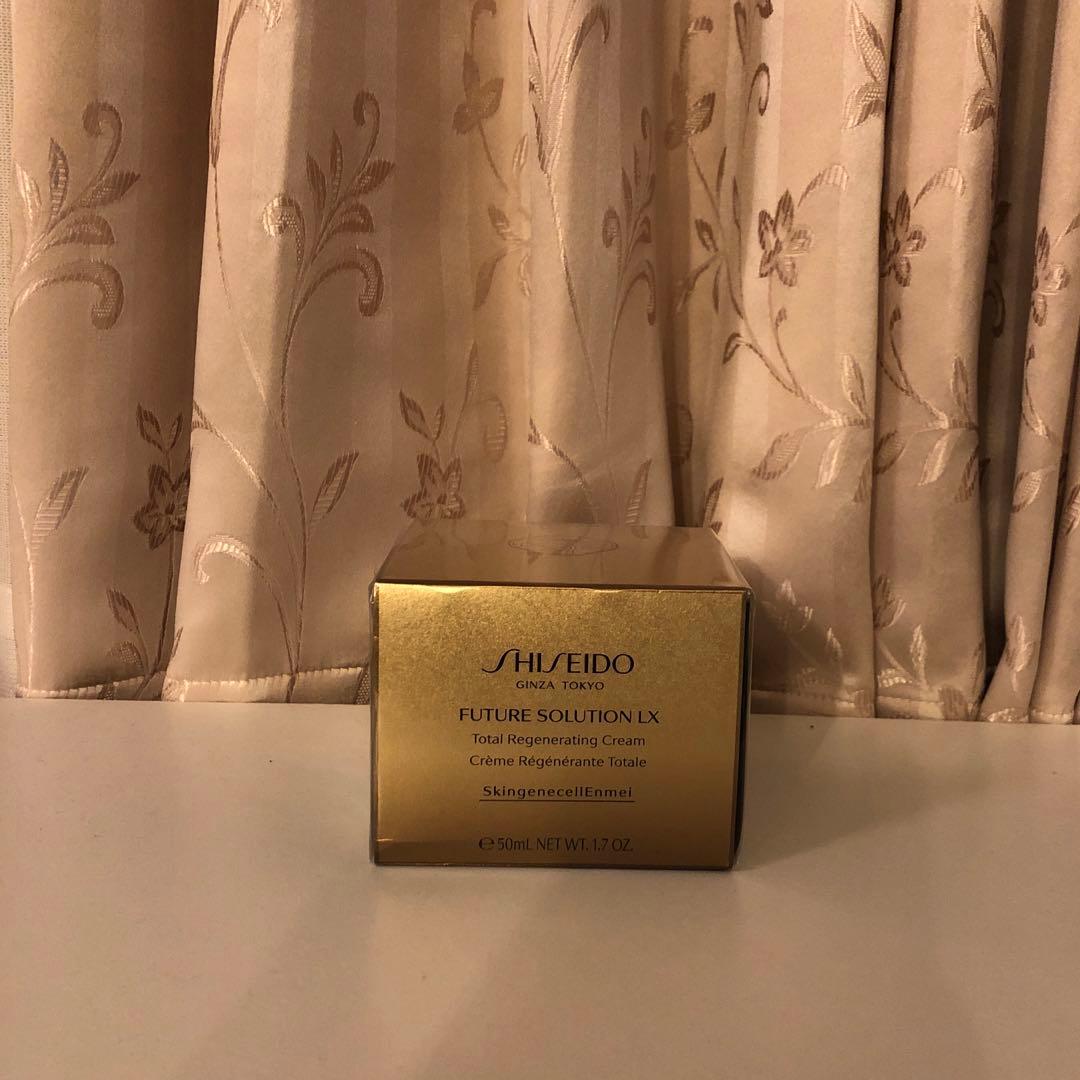 SHISEIDO
GINZA TOKYO
FUTURE SOLUTION LX
Total Regenerating Cream
Crème Régénérante Totale
SkingenecellEnmei
℮ 50mL NET WT. 1.7 OZ.